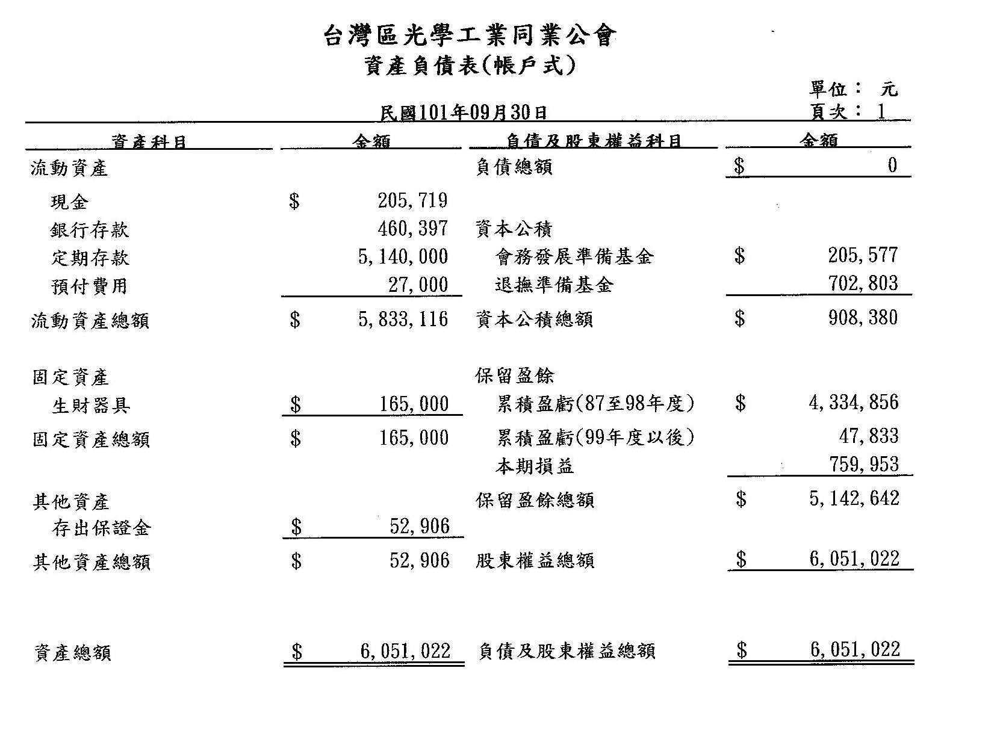 台灣區光學工業同業公會
資產負債表(帳戶式)
單位： 元
民國101年09月30日 頁次： 1
資產科目 金額 負債及股東權益科目 金額
流動資產 負債總額 $ 0
現金 $ 205,719
銀行存款 460,397 資本公積
定期存款 5,140,000 會務發展準備基金 $ 205,577
預付費用 27,000 退撫準備基金 702,803
流動資產總額 $ 5,833,116 資本公積總額 $ 908,380
固定資產 保留盈餘
生財器具 $ 165,000 累積盈虧(87至98年度) $ 4,334,856
固定資產總額 $ 165,000 累積盈虧(99年度以後) 47,833
本期損益 759,953
其他資產 保留盈餘總額 $ 5,142,642
存出保證金 $ 52,906
其他資產總額 $ 52,906 股東權益總額 $ 6,051,022
資產總額 $ 6,051,022 負債及股東權益總額 $ 6,051,022